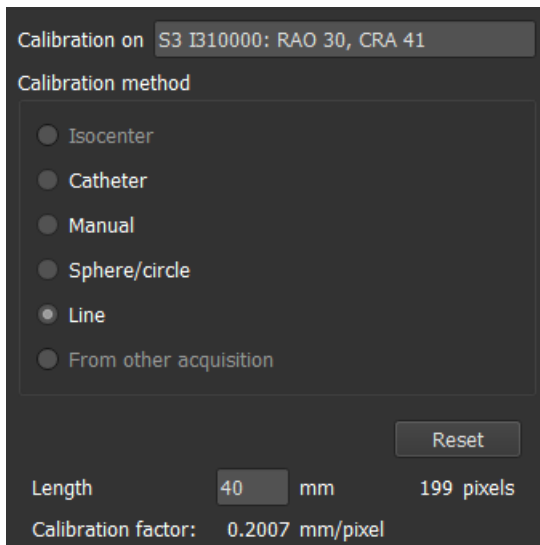 Calibration on S3 I310000: RAO 30, CRA 41
Calibration method
Isocenter
Catheter
Manual
Sphere/circle
Line
From other acquisition
Reset
Length 40 mm 199 pixels
Calibration factor: 0.2007 mm/pixel